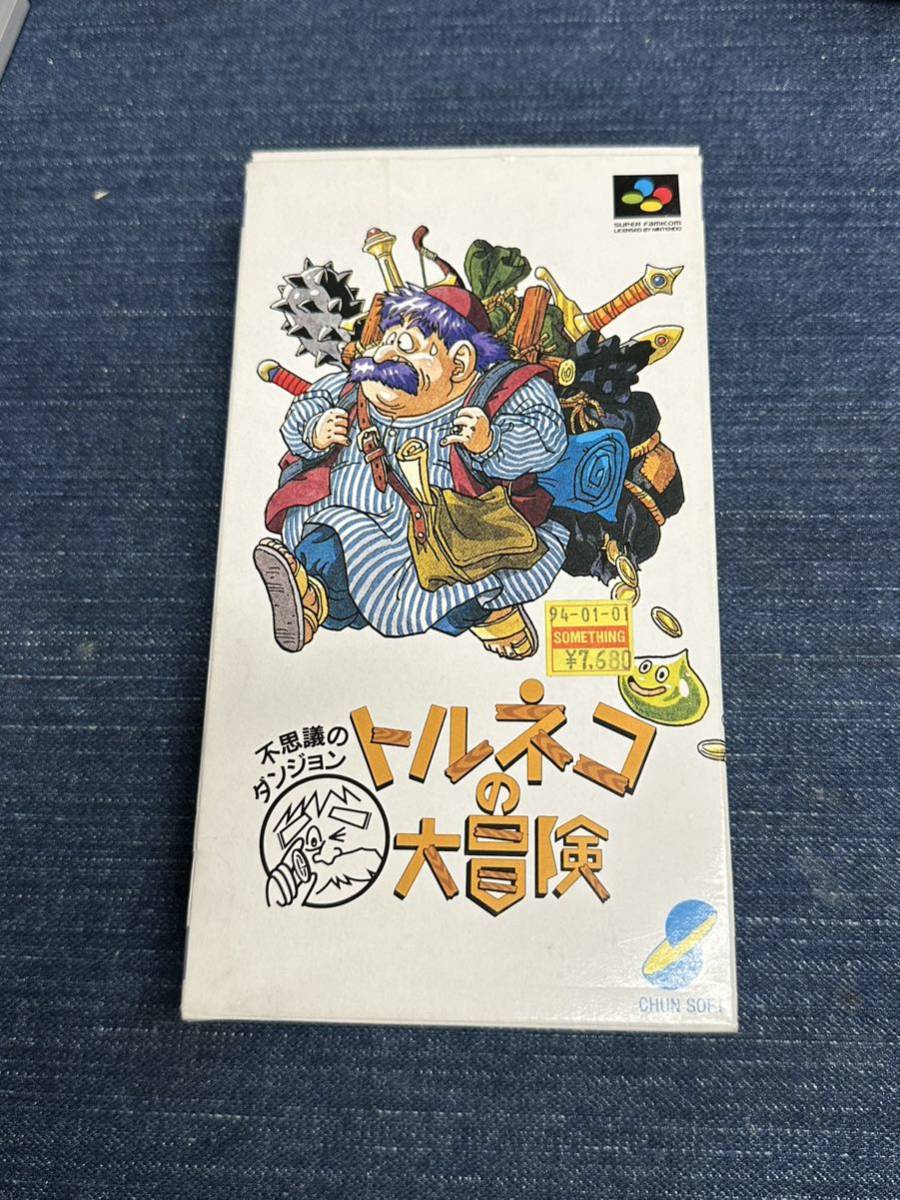 SUPER FAMICOM
LICENSED BY NINTENDO
94-01-01
SOMETHING
¥7,680
不思議の
ダンジョン
トルネコ
の
大冒険
CHUN SOFT